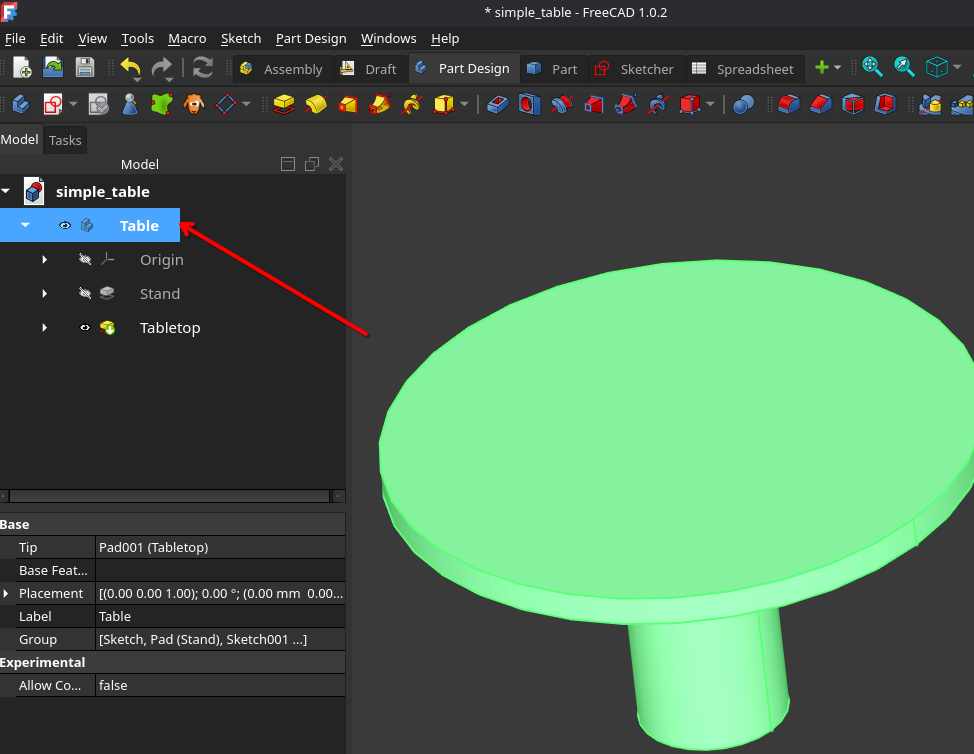 * simple_table - FreeCAD 1.0.2
File Edit View Tools Macro Sketch Part Design Windows Help
Assembly Draft Part Design Part Sketcher Spreadsheet
Model Tasks
Model
simple_table
Table
Origin
Stand
Tabletop
Base
Tip Pad001 (Tabletop)
Base Feat...
Placement [(0.00 0.00 1.00); 0.00 °; (0.00 mm 0.00...
Label Table
Group [Sketch, Pad (Stand), Sketch001 ...]
Experimental
Allow Co... false